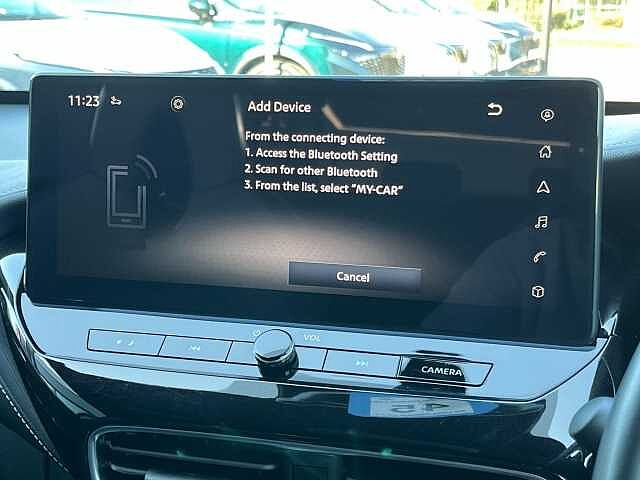 11:23
Add Device
From the connecting device:
1. Access the Bluetooth Setting
2. Scan for other Bluetooth
3. From the list, select "MY-CAR"
Cancel
VOL
CAMERA
45